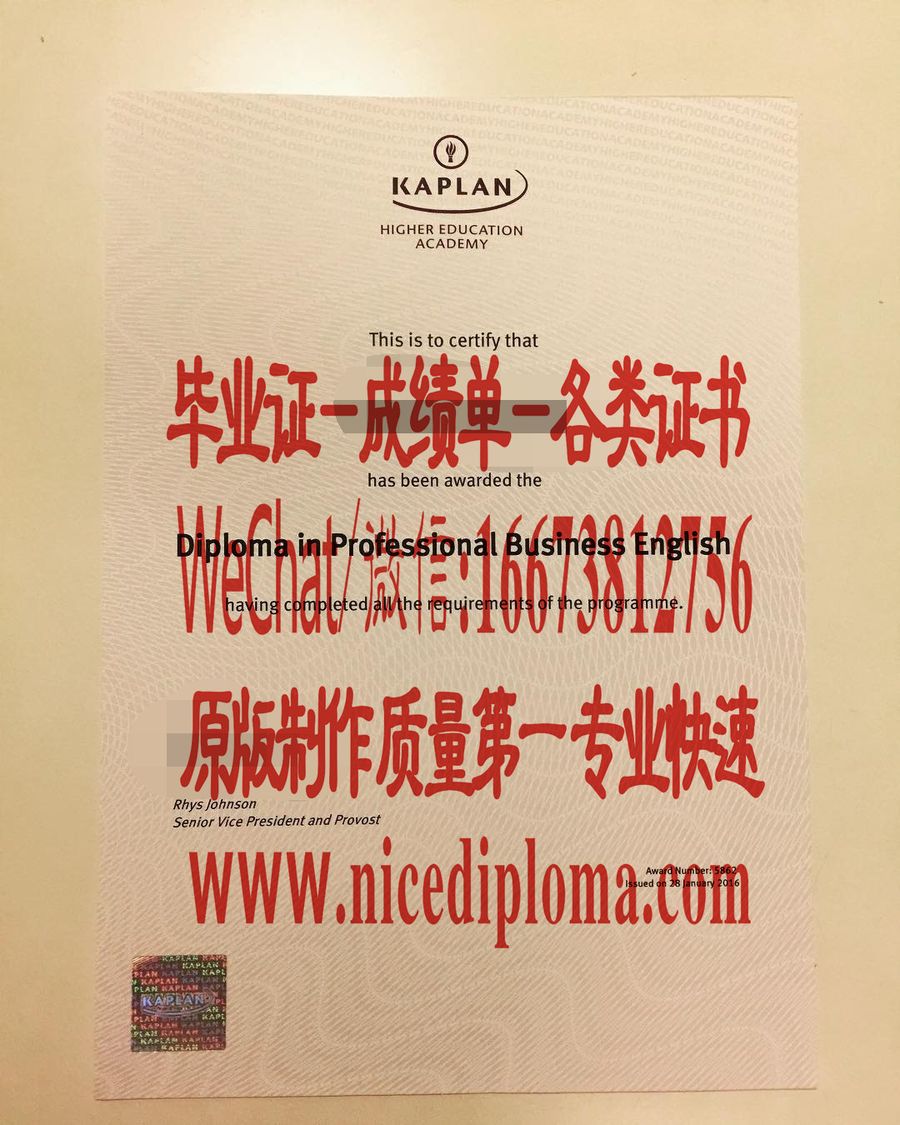 KAPLAN
HIGHER EDUCATION
ACADEMY
This is to certify that
毕业证一成绩单一各类证书
has been awarded the
WeChat/微信:16673812756
Diploma in Professional Business English
having completed all the requirements of the programme.
原版制作质量第一专业快速
Rhys Johnson
Senior Vice President and Provost
www.nicediploma.com
Award Number: 5862
Issued on 28 January 2016
KAPLAN